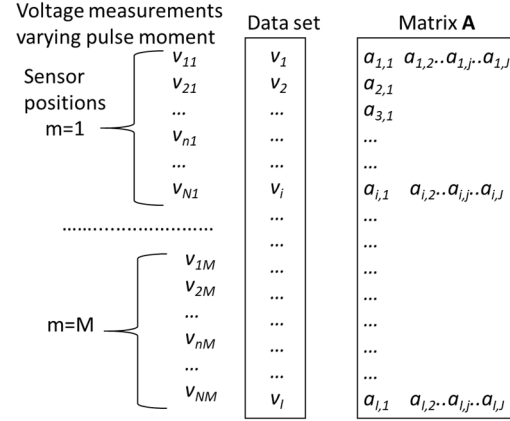 Voltage measurements
varying pulse moment
Data set
Matrix A
Sensor
positions
m=1
v11 v1 a1,1 a1,2..a1,j..a1,J
v21 v2 a2,1
... ... a3,1
vn1 ... ...
... ... ...
vN1 vi ai,1 ai,2..ai,j..ai,J
................................ ... ...
... ...
v1M ... ...
v2M ... ...
... ... ...
m=M
vnM ... ...
... ... ...
vNM vI aI,1 aI,2..aI,j..aI,J